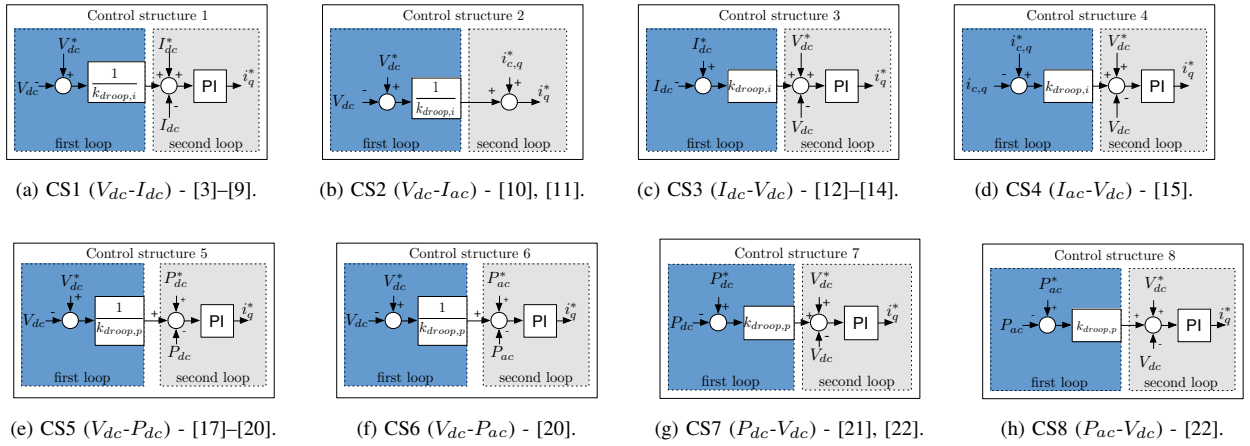 Control structure 1
V*dc
I*dc
Vdc
-
+
1
kdroop,i
+
+
PI
i*q
-
Idc
first loop
second loop
(a) CS1 (Vdc-Idc) - [3]–[9].
Control structure 2
V*dc
i*c,q
Vdc
-
+
1
kdroop,i
+
+
i*q
first loop
second loop
(b) CS2 (Vdc-Iac) - [10], [11].
Control structure 3
I*dc
V*dc
Idc
-
+
kdroop,i
+
+
PI
i*q
-
Vdc
first loop
second loop
(c) CS3 (Idc-Vdc) - [12]–[14].
Control structure 4
i*c,q
V*dc
ic,q
-
+
kdroop,i
+
+
PI
i*q
-
Vdc
first loop
second loop
(d) CS4 (Iac-Vdc) - [15].
Control structure 5
V*dc
P*dc
Vdc
-
+
1
kdroop,p
+
+
PI
i*q
-
Pdc
first loop
second loop
(e) CS5 (Vdc-Pdc) - [17]–[20].
Control structure 6
V*dc
P*ac
Vdc
-
+
1
kdroop,p
+
+
PI
i*q
-
Pac
first loop
second loop
(f) CS6 (Vdc-Pac) - [20].
Control structure 7
P*dc
V*dc
Pdc
-
+
kdroop,p
+
+
PI
i*q
-
Vdc
first loop
second loop
(g) CS7 (Pdc-Vdc) - [21], [22].
Control structure 8
P*ac
V*dc
Pac
-
+
kdroop,p
+
+
PI
i*q
-
Vdc
first loop
second loop
(h) CS8 (Pac-Vdc) - [22].